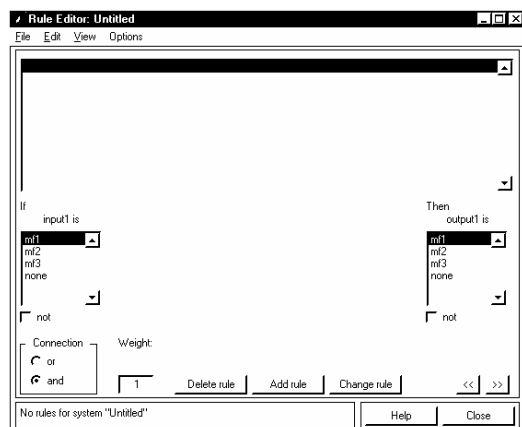 Rule Editor: Untitled
File Edit View Options
If
input1 is
mf1
mf2
mf3
none
not
Then
output1 is
mf1
mf2
mf3
none
not
Connection
or
and
Weight:
1
Delete rule
Add rule
Change rule
<< >>
No rules for system "Untitled"
Help
Close